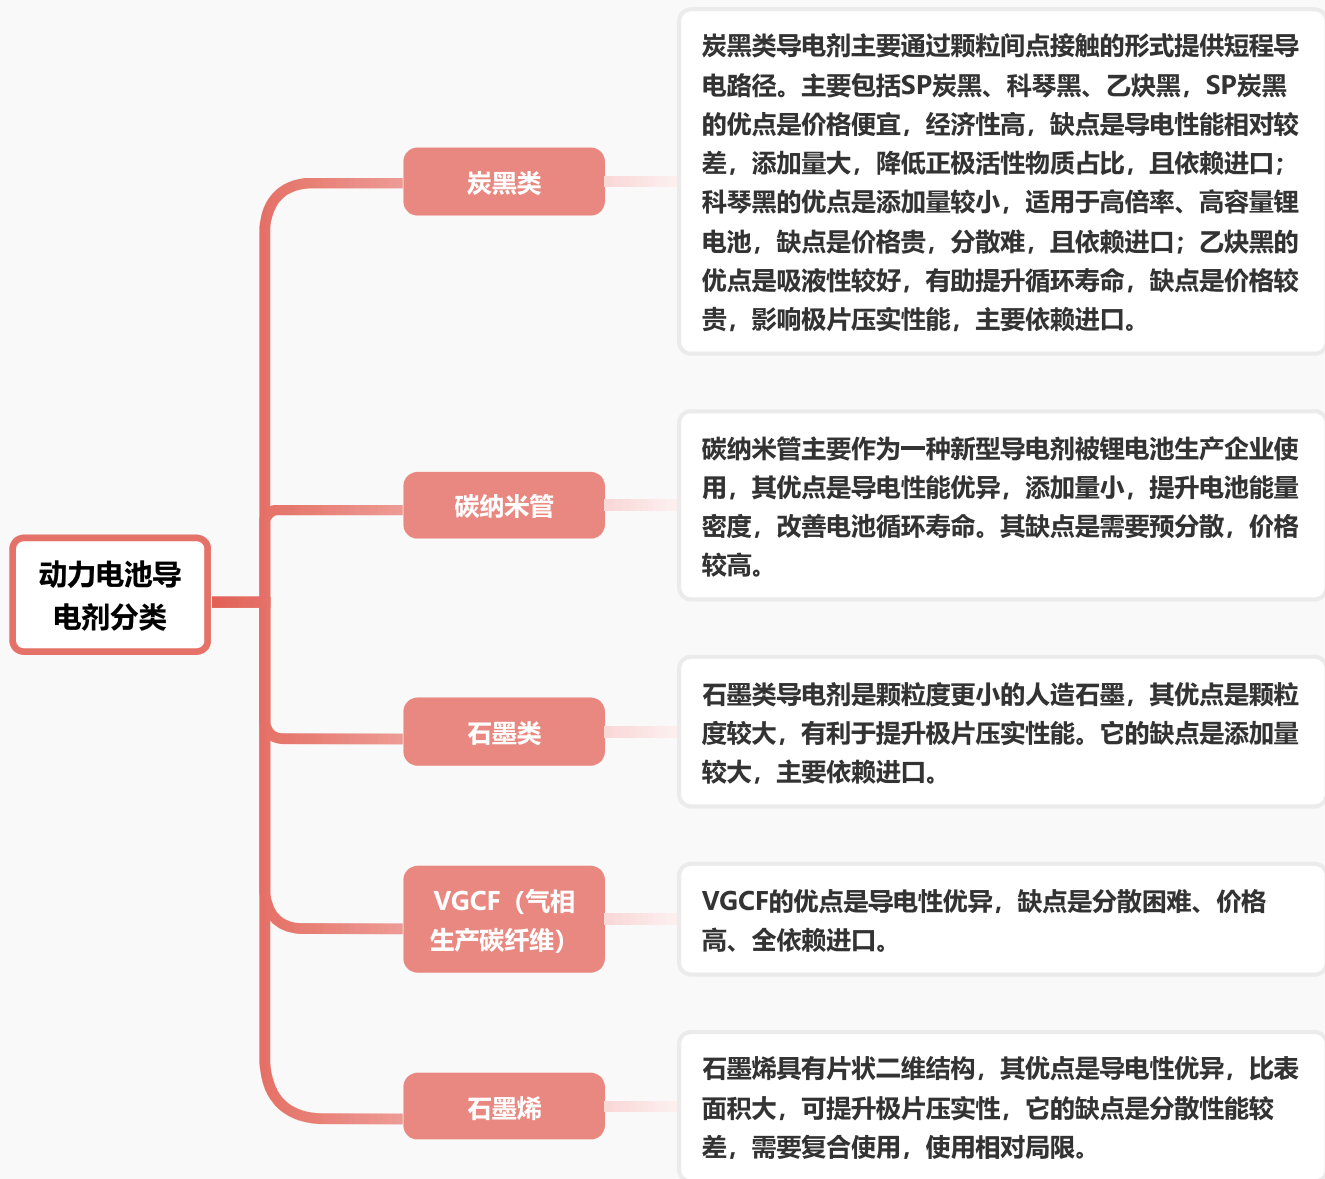 动力电池导
电剂分类
炭黑类
炭黑类导电剂主要通过颗粒间点接触的形式提供短程导
电路径。主要包括SP炭黑、科琴黑、乙炔黑，SP炭黑
的优点是价格便宜，经济性高，缺点是导电性能相对较
差，添加量大，降低正极活性物质占比，且依赖进口；
科琴黑的优点是添加量较小，适用于高倍率、高容量锂
电池，缺点是价格贵，分散难，且依赖进口；乙炔黑的
优点是吸液性较好，有助提升循环寿命，缺点是价格较
贵，影响极片压实性能，主要依赖进口。
碳纳米管
碳纳米管主要作为一种新型导电剂被锂电池生产企业使
用，其优点是导电性能优异，添加量小，提升电池能量
密度，改善电池循环寿命。其缺点是需要预分散，价格
较高。
石墨类
石墨类导电剂是颗粒度更小的人造石墨，其优点是颗粒
度较大，有利于提升极片压实性能。它的缺点是添加量
较大，主要依赖进口。
VGCF（气相
生产碳纤维）
VGCF的优点是导电性优异，缺点是分散困难、价格
高、全依赖进口。
石墨烯
石墨烯具有片状二维结构，其优点是导电性优异，比表
面积大，可提升极片压实性，它的缺点是分散性能较
差，需要复合使用，使用相对局限。